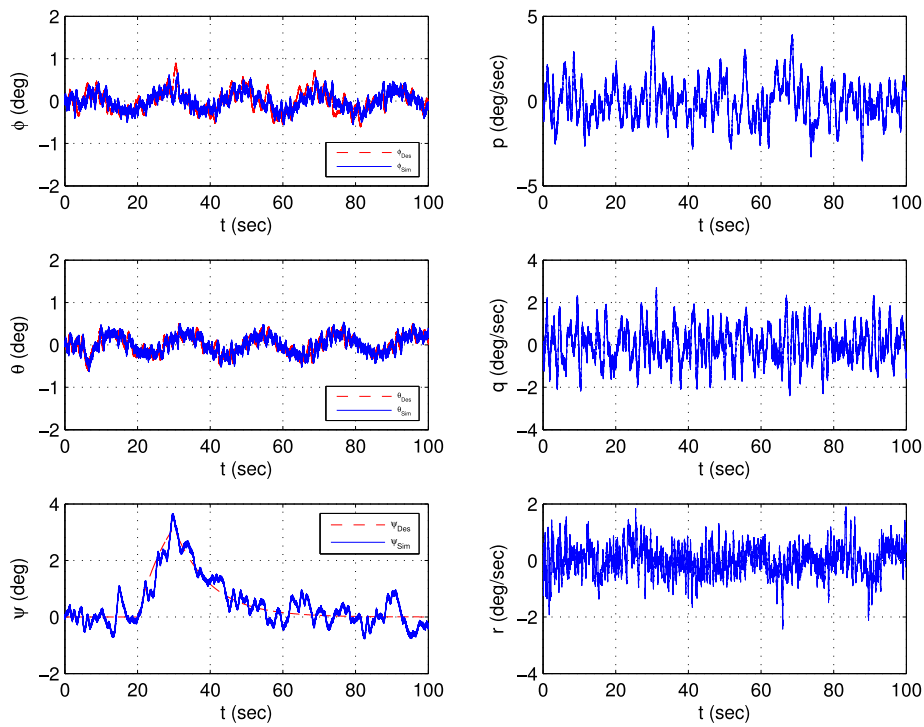 2
1
0
−1
−2
ϕ (deg)
ϕDes
ϕSim
0 20 40 60 80 100
t (sec)
5
0
−5
p (deg/sec)
0 20 40 60 80 100
t (sec)
2
1
0
−1
−2
θ (deg)
θDes
θSim
0 20 40 60 80 100
t (sec)
4
2
0
−2
−4
q (deg/sec)
0 20 40 60 80 100
t (sec)
4
2
0
−2
ψ (deg)
ψDes
ψSim
0 20 40 60 80 100
t (sec)
2
0
−2
−4
r (deg/sec)
0 20 40 60 80 100
t (sec)